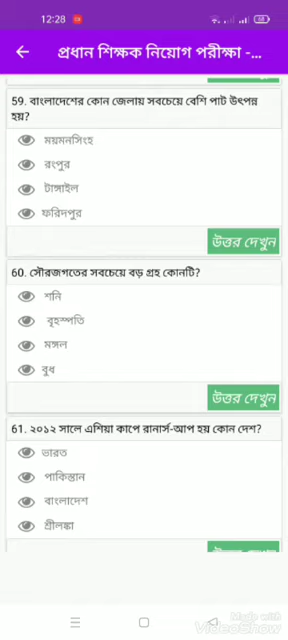 12:28
প্রধান শিক্ষক নিয়োগ পরীক্ষা -...
59. বাংলাদেশের কোন জেলায় সবচেয়ে বেশি পাট উৎপন্ন
হয়?
ময়মনসিংহ
রংপুর
টাঙ্গাইল
ফরিদপুর
উত্তর দেখুন
60. সৌরজগতের সবচেয়ে বড় গ্রহ কোনটি?
শনি
বৃহস্পতি
মঙ্গল
বুধ
উত্তর দেখুন
61. ২০১২ সালে এশিয়া কাপে রানার্স-আপ হয় কোন দেশ?
ভারত
পাকিস্তান
বাংলাদেশ
শ্রীলঙ্কা
Made with
VideoShow